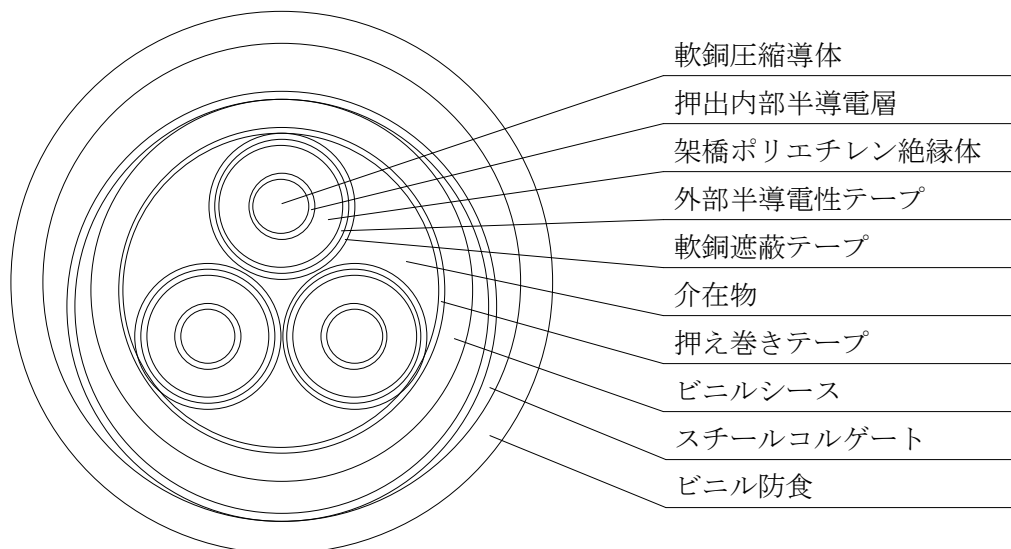 軟銅圧縮導体
押出内部半導電層
架橋ポリエチレン絶縁体
外部半導電性テープ
軟銅遮蔽テープ
介在物
押え巻きテープ
ビニルシース
スチールコルゲート
ビニル防食